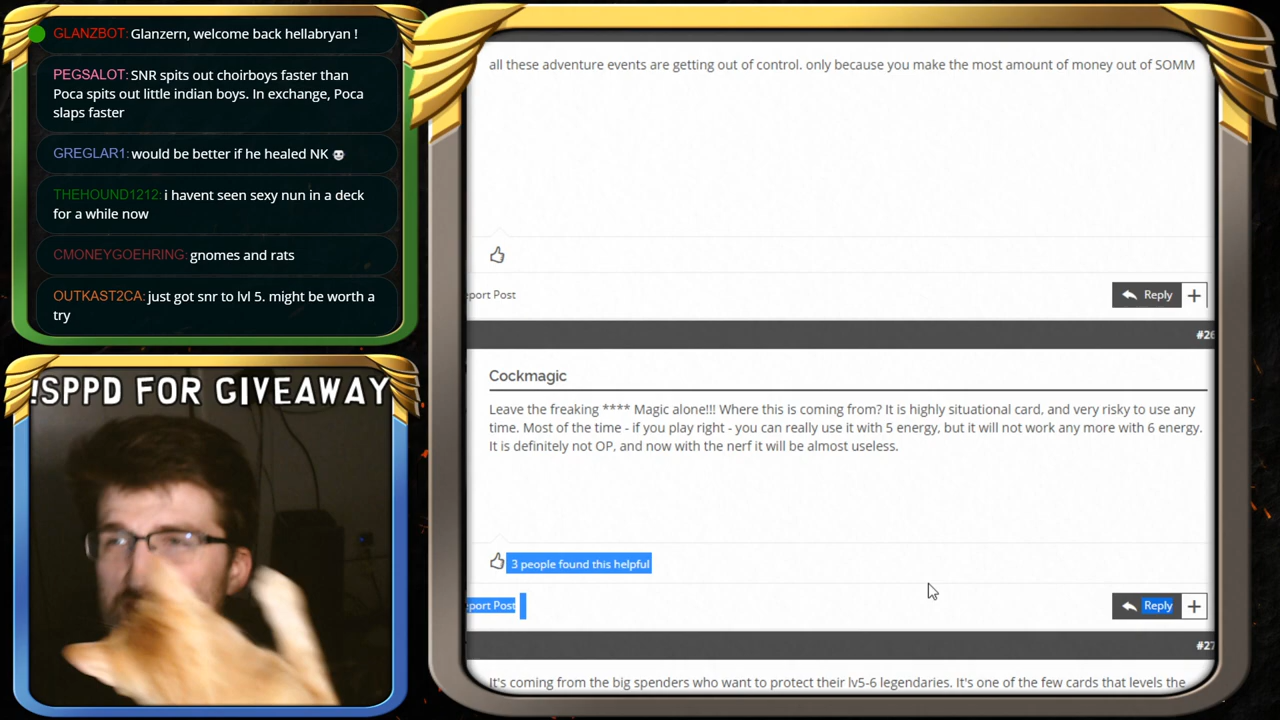 GLANZBOT: Glanzern, welcome back hellabryan !
PEGSALOT: SNR spits out choirboys faster than
Poca spits out little indian boys. In exchange, Poca
slaps faster
GREGLAR1: would be better if he healed NK
THEHOUND1212: i havent seen sexy nun in a deck
for a while now
CMONEYGOEHRING: gnomes and rats
OUTKAST2CA: just got snr to lvl 5. might be worth a
try
!SPPD FOR GIVEAWAY
all these adventure events are getting out of control. only because you make the most amount of money out of SOMM
eport Post
Reply +
#26
Cockmagic
Leave the freaking **** Magic alone!!! Where this is coming from? It is highly situational card, and very risky to use any
time. Most of the time - if you play right - you can really use it with 5 energy, but it will not work any more with 6 energy.
It is definitely not OP, and now with the nerf it will be almost useless.
3 people found this helpful
eport Post
Reply +
#27
It's coming from the big spenders who want to protect their lv5-6 legendaries. It's one of the few cards that levels the